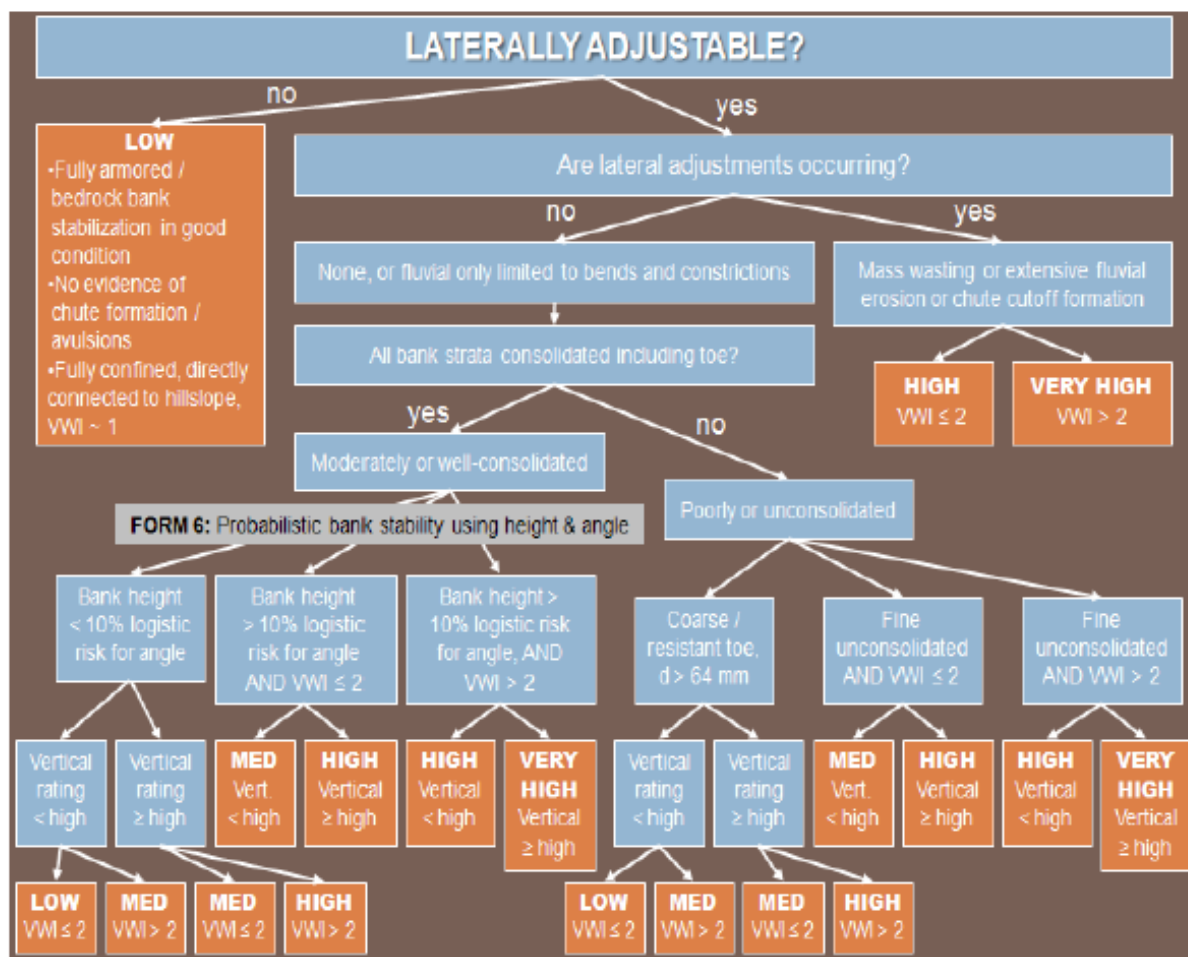 LATERALLY ADJUSTABLE?
no
yes
LOW
•Fully armored /
bedrock bank
stabilization in good
condition
•No evidence of
chute formation /
avulsions
•Fully confined, directly
connected to hillslope,
VWI ~ 1
Are lateral adjustments occurring?
no
yes
None, or fluvial only limited to bends and constrictions
Mass wasting or extensive fluvial
erosion or chute cutoff formation
All bank strata consolidated including toe?
HIGH
VWI ≤ 2
VERY HIGH
VWI > 2
yes
no
Moderately or well-consolidated
Poorly or unconsolidated
FORM 6: Probabilistic bank stability using height & angle
Bank height
< 10% logistic
risk for angle
Bank height
> 10% logistic
risk for angle
AND VWI ≤ 2
Bank height >
10% logistic risk
for angle, AND
VWI > 2
Coarse /
resistant toe,
d > 64 mm
Fine
unconsolidated
AND VWI ≤ 2
Fine
unconsolidated
AND VWI > 2
Vertical
rating
< high
Vertical
rating
≥ high
MED
Vert.
< high
HIGH
Vertical
≥ high
HIGH
Vertical
< high
VERY
HIGH
Vertical
≥ high
Vertical
rating
< high
Vertical
rating
≥ high
MED
Vert.
< high
HIGH
Vertical
≥ high
HIGH
Vertical
< high
VERY
HIGH
Vertical
≥ high
LOW
VWI ≤ 2
MED
VWI > 2
MED
VWI ≤ 2
HIGH
VWI > 2
LOW
VWI ≤ 2
MED
VWI > 2
MED
VWI ≤ 2
HIGH
VWI > 2